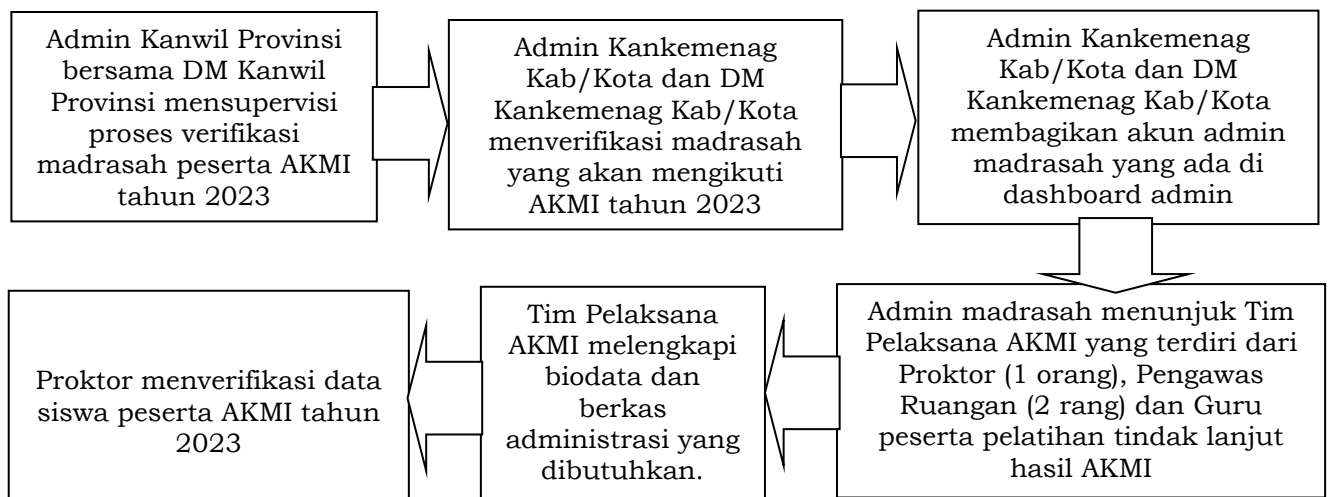 Admin Kanwil Provinsi
bersama DM Kanwil
Provinsi mensupervisi
proses verifikasi
madrasah peserta AKMI
tahun 2023
Admin Kankemenag
Kab/Kota dan DM
Kankemenag Kab/Kota
menverifikasi madrasah
yang akan mengikuti
AKMI tahun 2023
Admin Kankemenag
Kab/Kota dan DM
Kankemenag Kab/Kota
membagikan akun admin
madrasah yang ada di
dashboard admin
Admin madrasah menunjuk Tim
Pelaksana AKMI yang terdiri dari
Proktor (1 orang), Pengawas
Ruangan (2 rang) dan Guru
peserta pelatihan tindak lanjut
hasil AKMI
Tim Pelaksana
AKMI melengkapi
biodata dan
berkas
administrasi yang
dibutuhkan.
Proktor menverifikasi data
siswa peserta AKMI tahun
2023